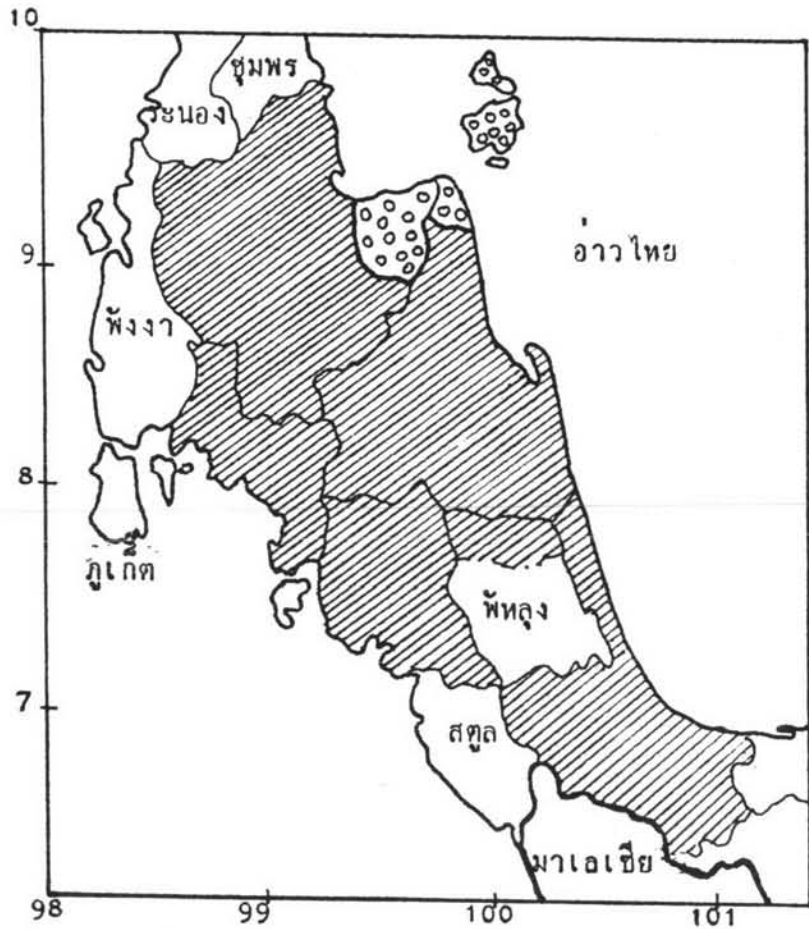 10
ชุมพร
ระนอง
9
อ่าวไทย
พังงา
8
ภูเก็ต
พัทลุง
7
สตูล
มาเลเซีย
98
99
100
101